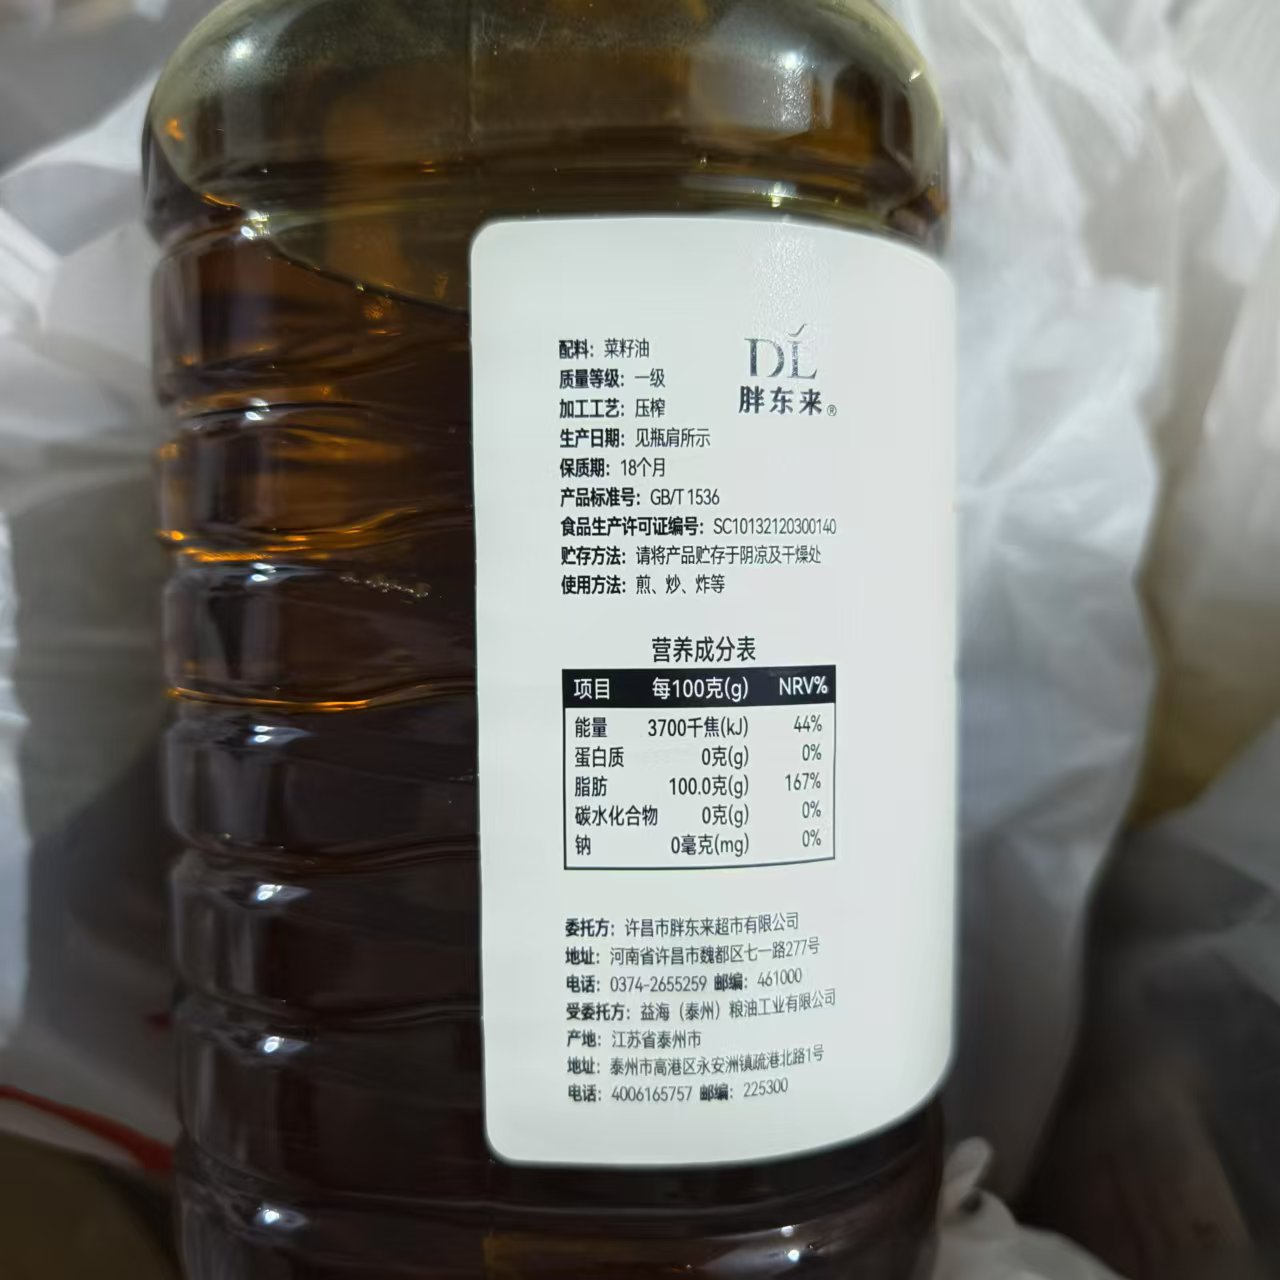 DL
胖东来®
配料：菜籽油
质量等级：一级
加工工艺：压榨
生产日期：见瓶肩所示
保质期：18个月
产品标准号：GB/T 1536
食品生产许可证编号：SC10132120300140
贮存方法：请将产品贮存于阴凉及干燥处
使用方法：煎、炒、炸等
营养成分表
项目 每100克(g) NRV%
能量 3700千焦(kJ) 44%
蛋白质 0克(g) 0%
脂肪 100.0克(g) 167%
碳水化合物 0克(g) 0%
钠 0毫克(mg) 0%
委托方：许昌市胖东来超市有限公司
地址：河南省许昌市魏都区七一路277号
电话：0374-2655259 邮编：461000
受委托方：益海（泰州）粮油工业有限公司
产地：江苏省泰州市
地址：泰州市高港区永安洲镇疏港北路1号
电话：4006165757 邮编：225300